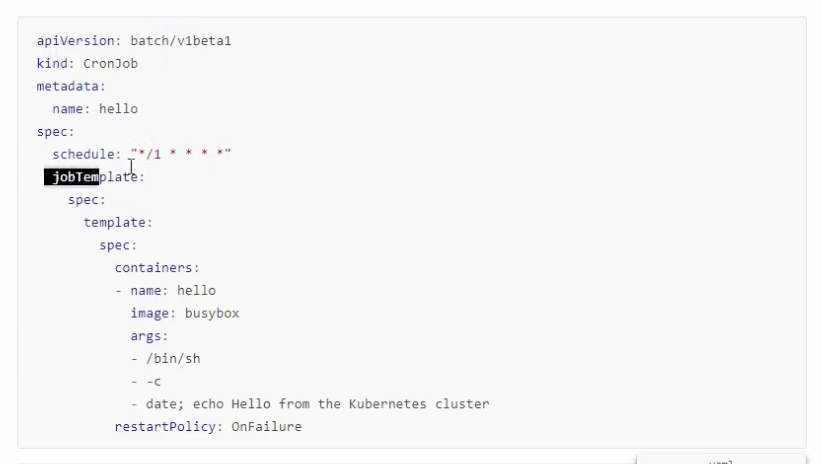 apiVersion: batch/v1beta1
kind: CronJob
metadata:
  name: hello
spec:
  schedule: "*/1 * * * *"
  jobTemplate:
    spec:
      template:
        spec:
          containers:
          - name: hello
            image: busybox
            args:
            - /bin/sh
            - -c
            - date; echo Hello from the Kubernetes cluster
          restartPolicy: OnFailure